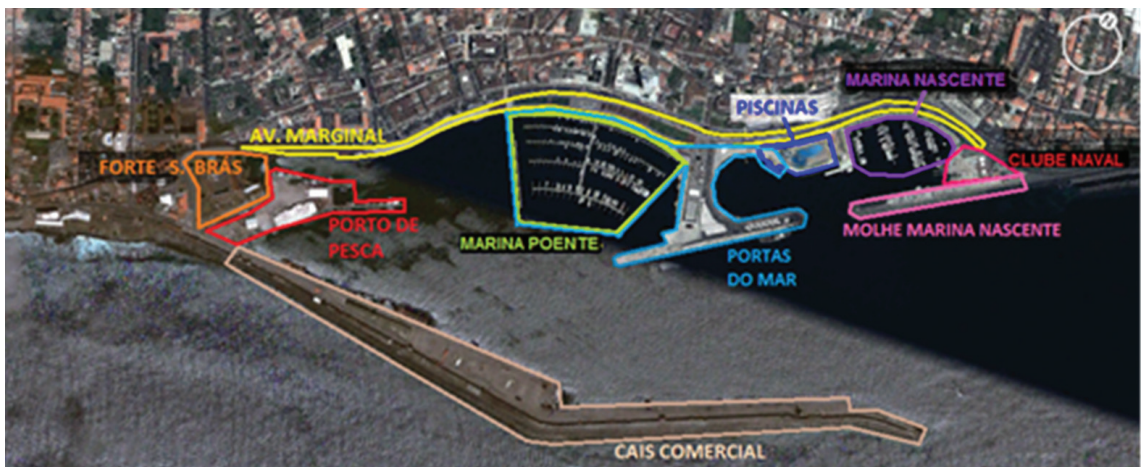 MARINA NASCENTE
PISCINAS
AV. MARGINAL
FORTE S. BRÁS
CLUBE NAVAL
PORTO DE
PESCA
MOLHE MARINA NASCENTE
MARINA POENTE
PORTAS
DO MAR
CAIS COMERCIAL